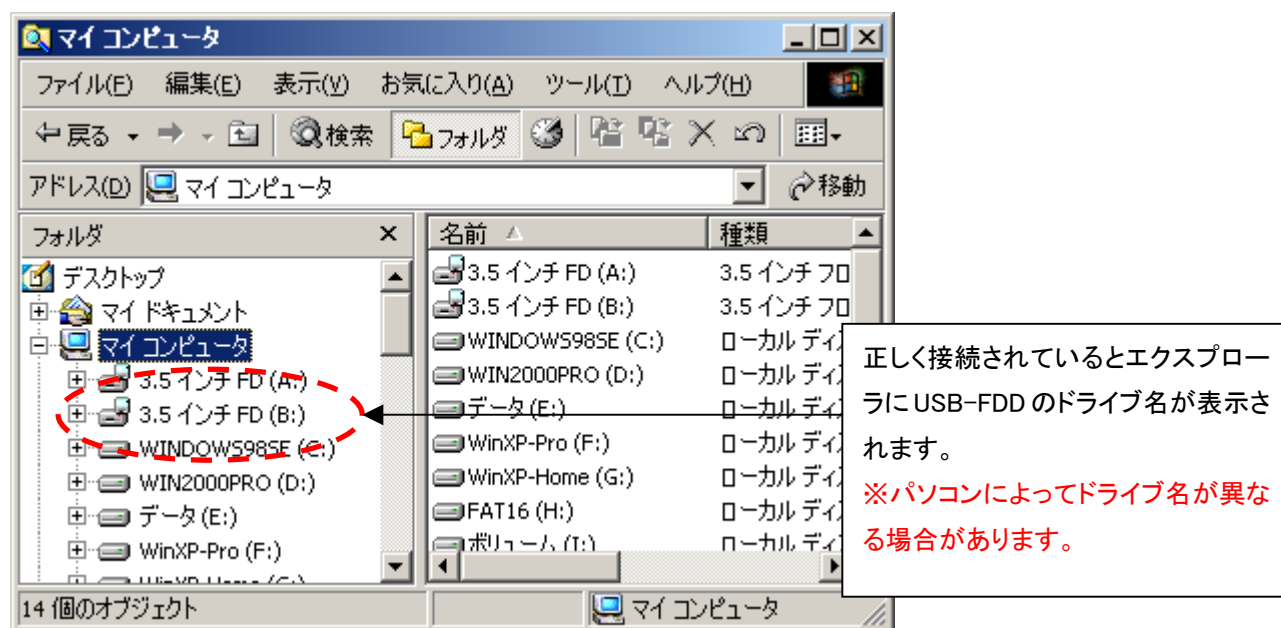 マイ コンピュータ
ファイル(F) 編集(E) 表示(V) お気に入り(A) ツール(T) ヘルプ(H)
戻る 検索 フォルダ
アドレス(D) マイ コンピュータ 移動
フォルダ
デスクトップ
マイ ドキュメント
マイ コンピュータ
3.5 インチ FD (A:)
3.5 インチ FD (B:)
WINDOWS98SE (C:)
WIN2000PRO (D:)
データ (E:)
WinXP-Pro (F:)
名前 種類
3.5 インチ FD (A:) 3.5 インチ フロ
3.5 インチ FD (B:) 3.5 インチ フロ
WINDOWS98SE (C:) ローカル ディ
WIN2000PRO (D:) ローカル ディ
データ (E:) ローカル ディ
WinXP-Pro (F:) ローカル ディ
WinXP-Home (G:) ローカル ディ
FAT16 (H:) ローカル ディ
ボリューム (I:) ローカル ディ
14 個のオブジェクト マイ コンピュータ
正しく接続されているとエクスプロー
ラに USB-FDD のドライブ名が表示さ
れます。
※パソコンによってドライブ名が異な
る場合があります。